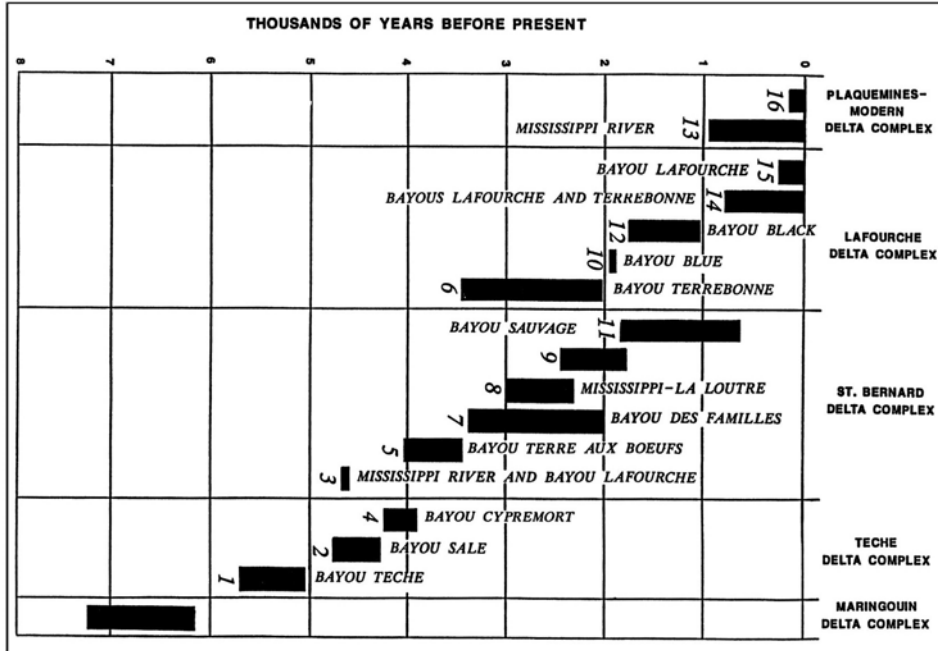 THOUSANDS OF YEARS BEFORE PRESENT
8 7 6 5 4 3 2 1 0
16
PLAQUEMINES-
MODERN
DELTA COMPLEX
MISSISSIPPI RIVER 13
BAYOU LAFOURCHE 15
BAYOUS LAFOURCHE AND TERREBONNE 14
12 BAYOU BLACK
LAFOURCHE
DELTA COMPLEX
10 BAYOU BLUE
6 BAYOU TERREBONNE
BAYOU SAUVAGE 11
9
8 MISSISSIPPI-LA LOUTRE
ST. BERNARD
DELTA COMPLEX
7 BAYOU DES FAMILLES
5 BAYOU TERRE AUX BOEUFS
3 MISSISSIPPI RIVER AND BAYOU LAFOURCHE
4 BAYOU CYPREMORT
2 BAYOU SALE
TECHE
DELTA COMPLEX
1 BAYOU TECHE
MARINGOUIN
DELTA COMPLEX